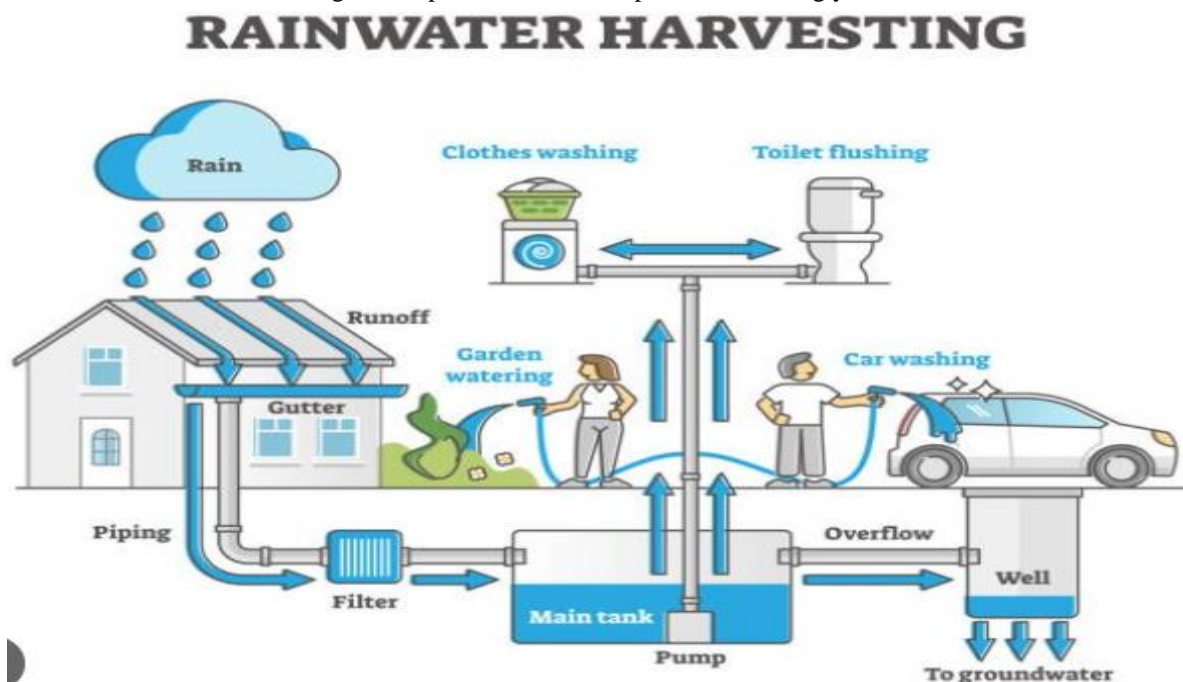 RAINWATER HARVESTING
Rain
Clothes washing
Toilet flushing
Runoff
Garden
watering
Car washing
Gutter
Piping
Overflow
Filter
Main tank
Well
Pump
To groundwater